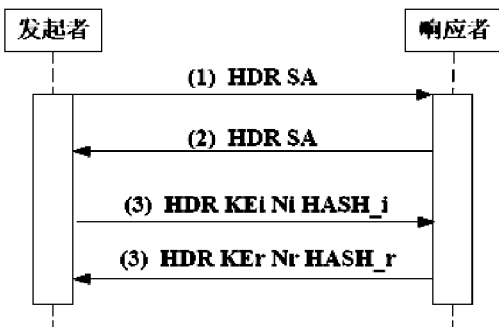 发起者
响应者
(1) HDR SA
(2) HDR SA
(3) HDR KEi Ni HASH_i
(3) HDR KEr Nr HASH_r